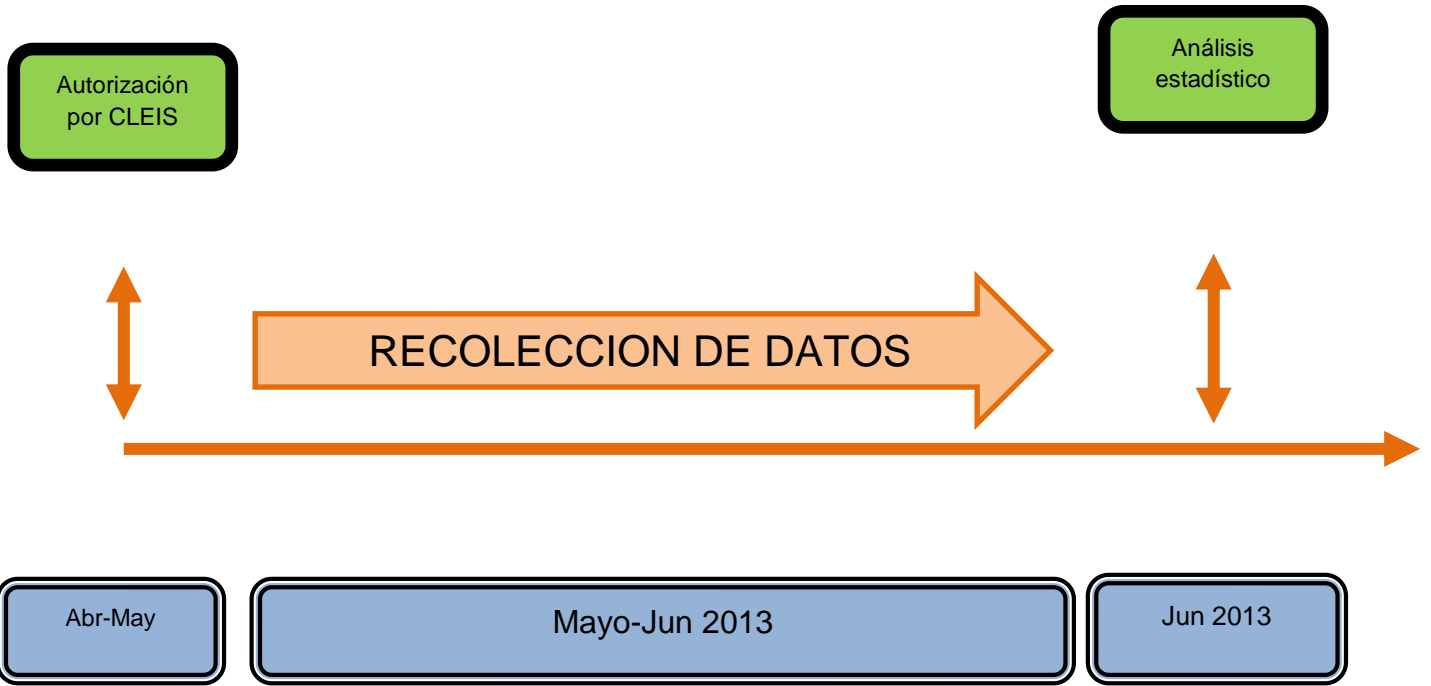 Autorización
por CLEIS
Análisis
estadístico
RECOLECCION DE DATOS
Abr-May
Mayo-Jun 2013
Jun 2013